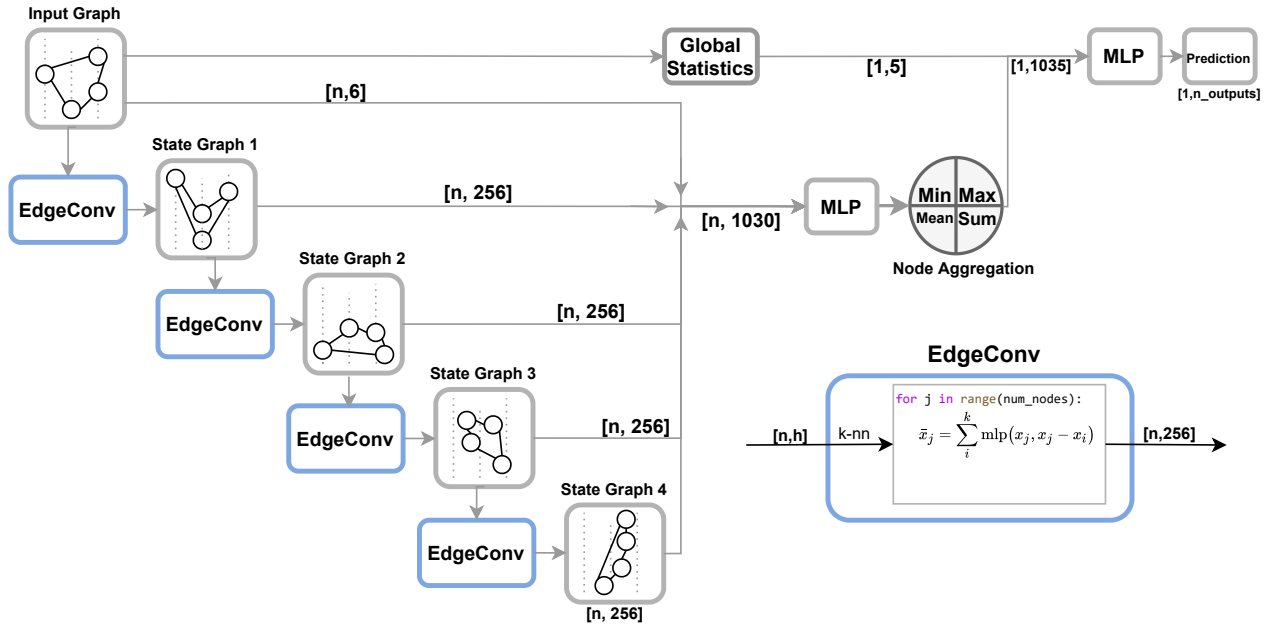 Input Graph
Global
Statistics
[1,5]
[1,1035]
MLP
Prediction
[1,n_outputs]
[n,6]
State Graph 1
EdgeConv
[n, 256]
[n, 1030]
MLP
Min
Max
Mean
Sum
Node Aggregation
State Graph 2
EdgeConv
[n, 256]
State Graph 3
EdgeConv
[n, 256]
State Graph 4
EdgeConv
[n, 256]
EdgeConv
[n,h]
k-nn
for j in range(num_nodes):
x̄_j = ∑_i^k mlp(x_j, x_j − x_i)
[n,256]